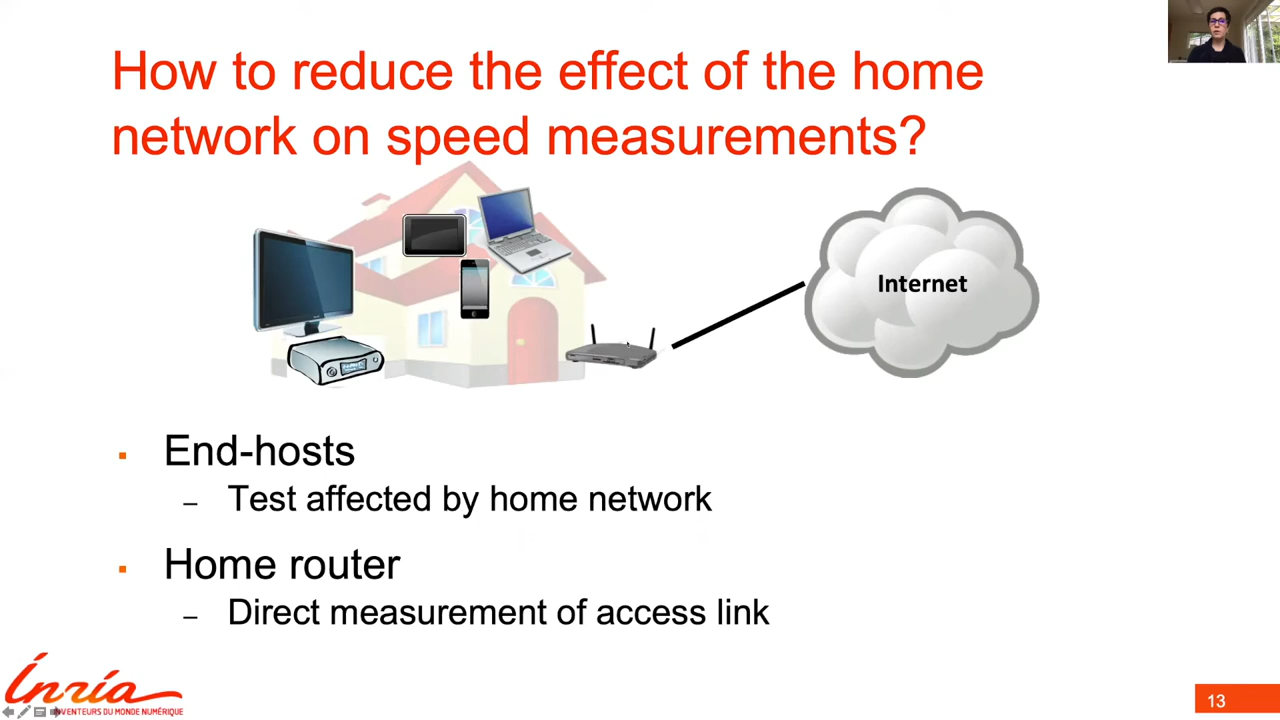 How to reduce the effect of the home
network on speed measurements?
Internet
▪ End-hosts
– Test affected by home network
▪ Home router
– Direct measurement of access link
Inria
INVENTEURS DU MONDE NUMÉRIQUE
13